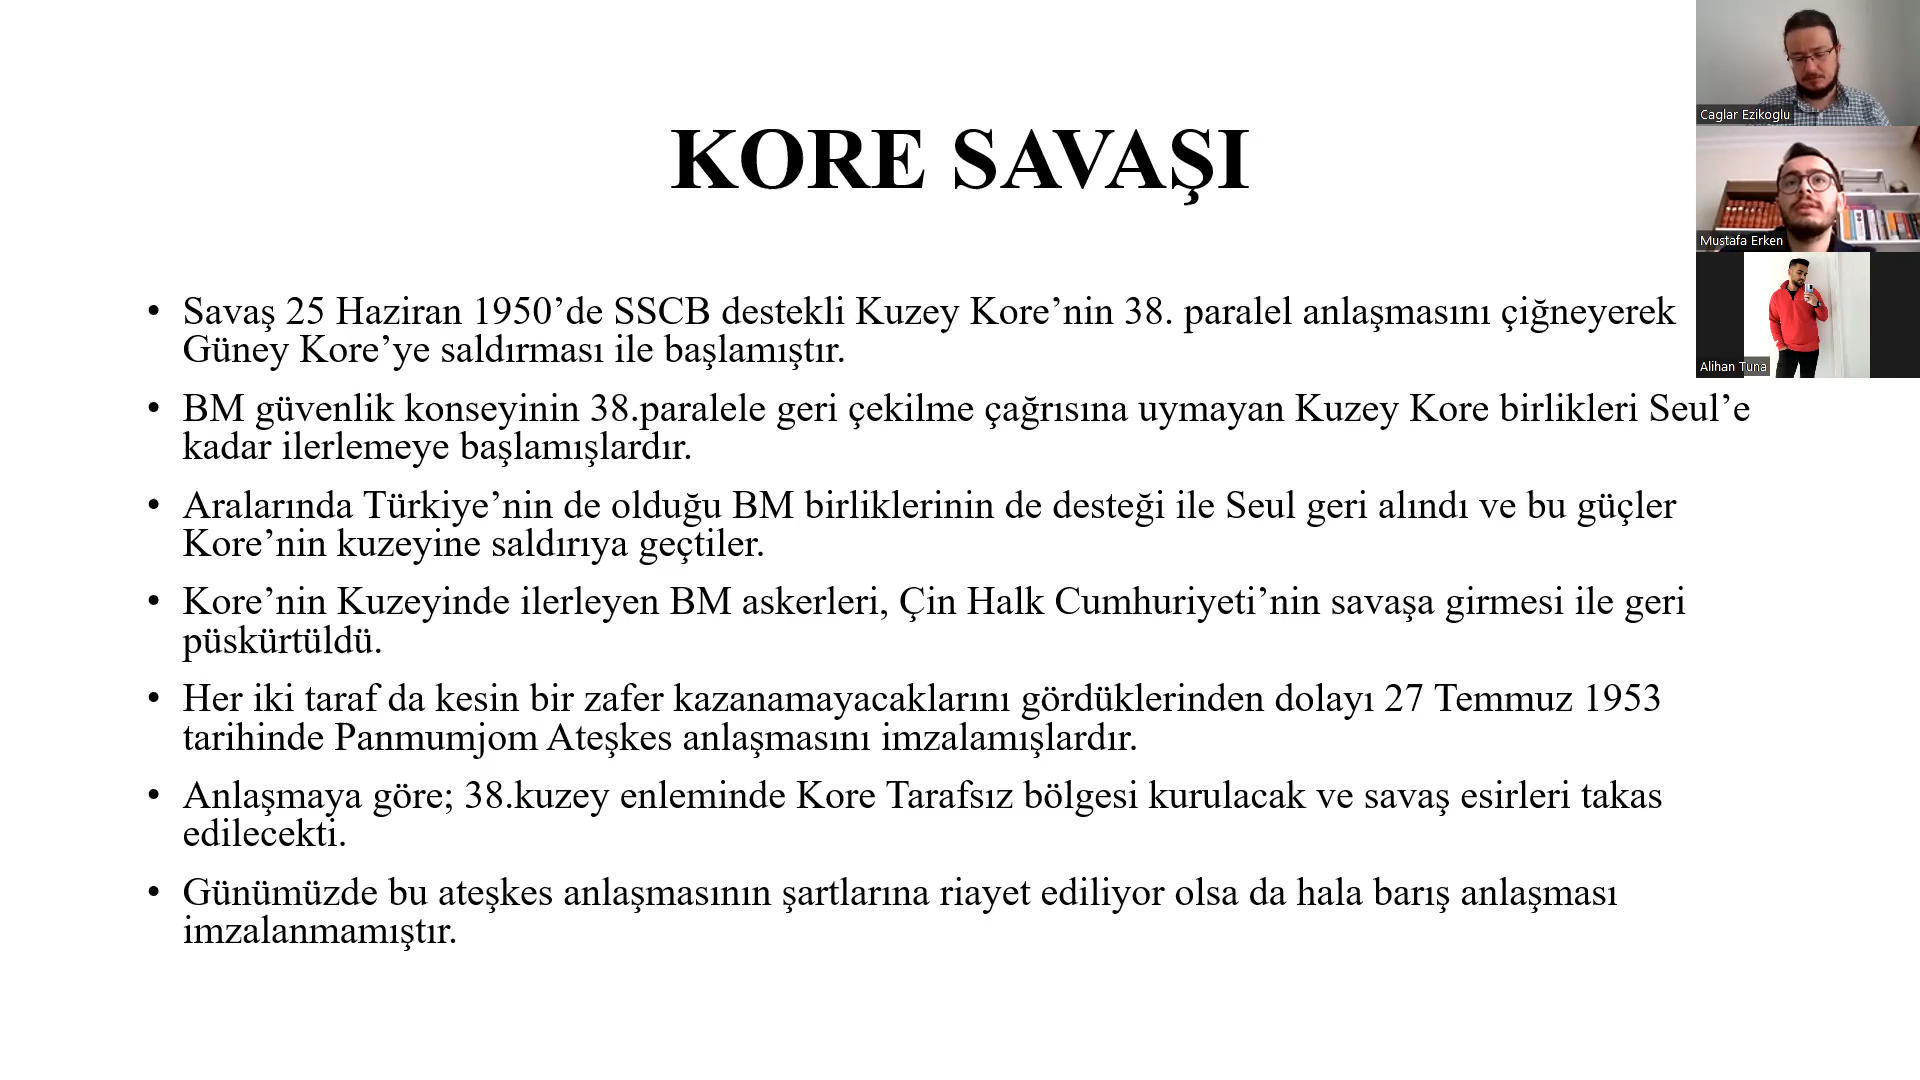 KORE SAVAŞI
• Savaş 25 Haziran 1950’de SSCB destekli Kuzey Kore’nin 38. paralel anlaşmasını çiğneyerek
Güney Kore’ye saldırması ile başlamıştır.
• BM güvenlik konseyinin 38.paralele geri çekilme çağrısına uymayan Kuzey Kore birlikleri Seul’e
kadar ilerlemeye başlamışlardır.
• Aralarında Türkiye’nin de olduğu BM birliklerinin de desteği ile Seul geri alındı ve bu güçler
Kore’nin kuzeyine saldırıya geçtiler.
• Kore’nin Kuzeyinde ilerleyen BM askerleri, Çin Halk Cumhuriyeti’nin savaşa girmesi ile geri
püskürtüldü.
• Her iki taraf da kesin bir zafer kazanamayacaklarını gördüklerinden dolayı 27 Temmuz 1953
tarihinde Panmumjom Ateşkes anlaşmasını imzalamışlardır.
• Anlaşmaya göre; 38.kuzey enleminde Kore Tarafsız bölgesi kurulacak ve savaş esirleri takas
edilecekti.
• Günümüzde bu ateşkes anlaşmasının şartlarına riayet ediliyor olsa da hala barış anlaşması
imzalanmamıştır.
Caglar Ezikoglu
Mustafa Erken
Alihan Tuna